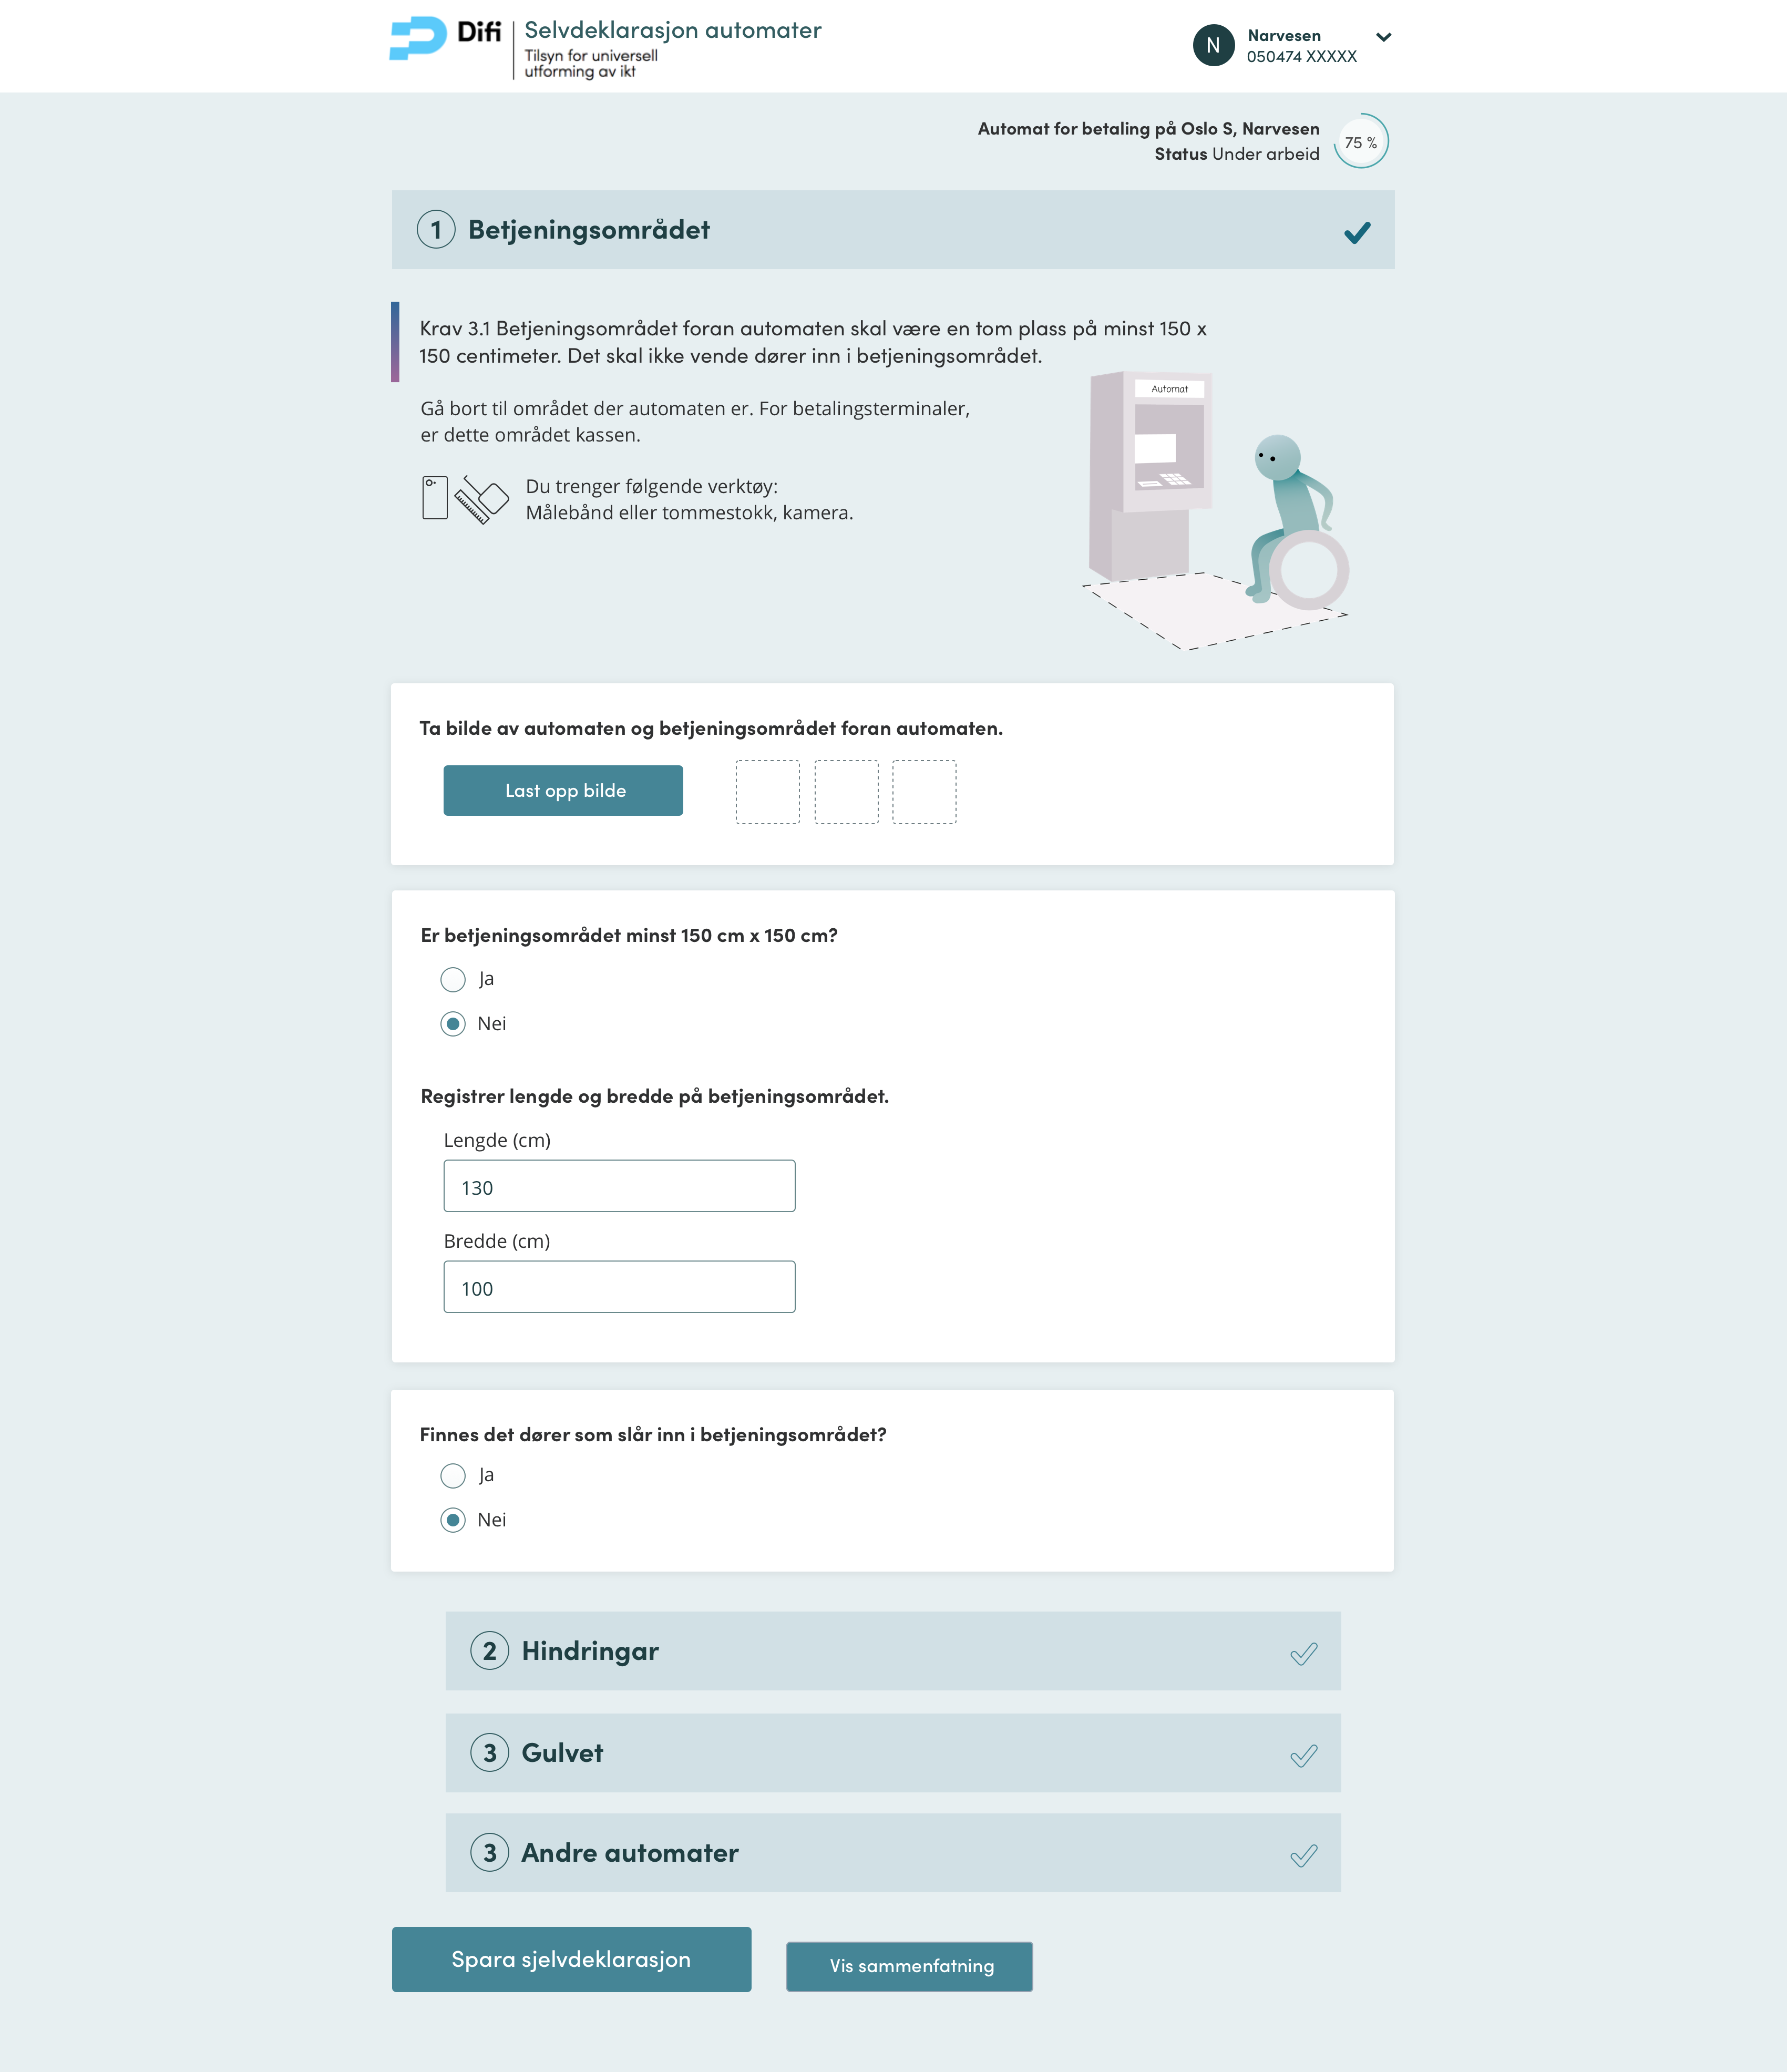 Difi
Selvdeklarasjon automater
Tilsyn for universell
utforming av ikt
N
Narvesen
050474 XXXXX
Automat for betaling på Oslo S, Narvesen
Status Under arbeid
75 %
1 Betjeningsområdet
Krav 3.1 Betjeningsområdet foran automaten skal være en tom plass på minst 150 x
150 centimeter. Det skal ikke vende dører inn i betjeningsområdet.
Automat
Gå bort til området der automaten er. For betalingsterminaler,
er dette området kassen.
Du trenger følgende verktøy:
Målebånd eller tommestokk, kamera.
Ta bilde av automaten og betjeningsområdet foran automaten.
Last opp bilde
Er betjeningsområdet minst 150 cm x 150 cm?
Ja
Nei
Registrer lengde og bredde på betjeningsområdet.
Lengde (cm)
130
Bredde (cm)
100
Finnes det dører som slår inn i betjeningsområdet?
Ja
Nei
2 Hindringar
3 Gulvet
3 Andre automater
Spara sjelvdeklarasjon
Vis sammenfatning